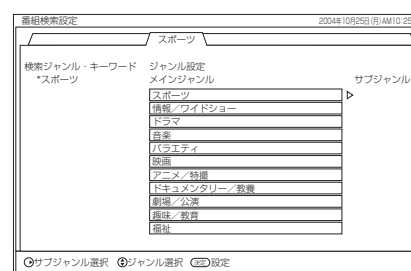 番組検索設定 2004年10月25日(月)AM10:25
スポーツ
検索ジャンル・キーワード ジャンル設定
*スポーツ メインジャンル サブジャンル
スポーツ
情報／ワイドショー
ドラマ
音楽
バラエティ
映画
アニメ／特撮
ドキュメンタリー／教養
劇場／公演
趣味／教育
福祉
サブジャンル選択 ジャンル選択 決定 設定